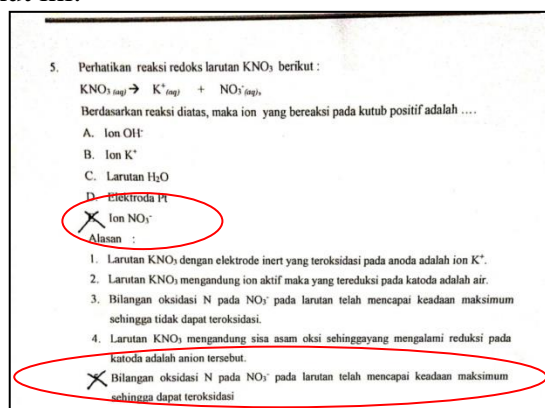 5. Perhatikan reaksi redoks larutan KNO₃ berikut :
KNO₃ (aq) → K⁺(aq) + NO₃⁻(aq),
Berdasarkan reaksi diatas, maka ion yang bereaksi pada kutub positif adalah ....
A. Ion OH⁻
B. Ion K⁺
C. Larutan H₂O
D. Elektroda Pt
Ion NO₃⁻
Alasan :
1. Larutan KNO₃ dengan elektrode inert yang teroksidasi pada anoda adalah ion K⁺.
2. Larutan KNO₃ mengandung ion aktif maka yang tereduksi pada katoda adalah air.
3. Bilangan oksidasi N pada NO₃⁻ pada larutan telah mencapai keadaan maksimum
sehingga tidak dapat teroksidasi.
4. Larutan KNO₃ mengandung sisa asam oksi sehinggayang mengalami reduksi pada
katoda adalah anion tersebut.
Bilangan oksidasi N pada NO₃⁻ pada larutan telah mencapai keadaan maksimum
sehingga dapat teroksidasi